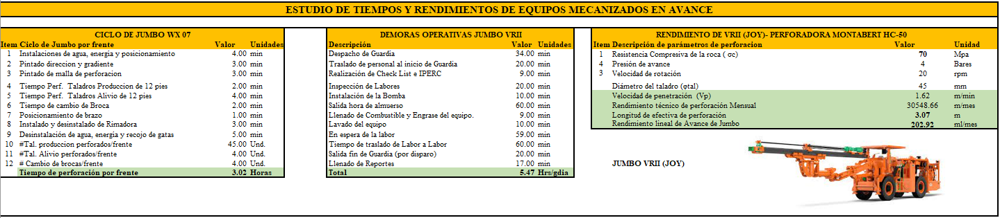 ESTUDIO DE TIEMPOS Y RENDIMIENTOS DE EQUIPOS MECANIZADOS EN AVANCE
CICLO DE JUMBO WX 07
Item Ciclo de Jumbo por frente Valor Unidades
1 Instalaciones de agua, energia y posicionamiento 4.00 min
2 Pintado direccion y gradiente 3.00 min
3 Pintado de malla de perforacion 3.00 min
4 Tiempo Perf. Taladros Produccion de 12 pies 2.00 min
5 Tiempo Perf. Taladros Alivio de 12 pies 4.00 min
6 Tiempo de cambio de Broca 2.00 min
7 Posicionamiento de brazo 1.00 min
8 Instalado y desinstalado de Rimadora 3.00 min
9 Desinstalación de agua, energia y recojo de gatas 5.00 min
10 #Tal. produccion perforados/frente 45.00 Und.
11 #Tal. Alivio perforados/frente 4.00 Und.
12 # Cambio de brocas/frente 4.00 Und.
Tiempo de perforación por frente 3.02 Horas
DEMORAS OPERATIVAS JUMBO VRII
Descripción Valor Unidades
Despacho de Guardia 34.00 min
Traslado de personal al inicio de Guardia 20.00 min
Realización de Check List e IPERC 9.00 min
Inspección de Labores 20.00 min
Instalación de la Bomba 10.00 min
Salida hora de almuerso 60.00 min
Llenado de Combustible y Engrase del equipo. 9.00 min
Lavado del equipo 10.00 min
En espera de la labor 59.00 min
Tiempo de traslado de Labor a Labor 60.00 min
Salida fin de Guardia (por disparo) 20.00 min
Llenado de Reportes 17.00 min
Total 5.47 Hrs/gdia
RENDIMIENTO DE VRII (JOY)- PERFORADORA MONTABERT HC-50
Item Descripción de parámetros de perforacion Valor Unidad
1 Resistencia Compresiva de la roca ( σc) 70 Mpa
4 Presión de avance 4 Bares
3 Velocidad de rotación 20 rpm
Diámetro del taladro (φtal) 45 mm
Velocidad de penetración (Vp) 1.62 m/min
Rendimiento técnico de perforación Mensual 30548.66 m/mes
Longitud de efectiva de perforación 3.07 m
Rendimiento lineal de Avance de Jumbo 202.92 ml/mes
JUMBO VRII (JOY)